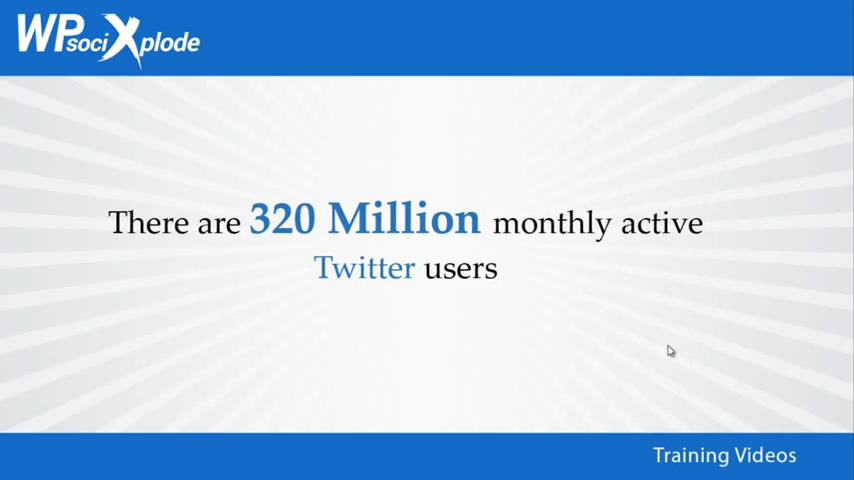 WPsociXplode
There are 320 Million monthly active
Twitter users
Training Videos